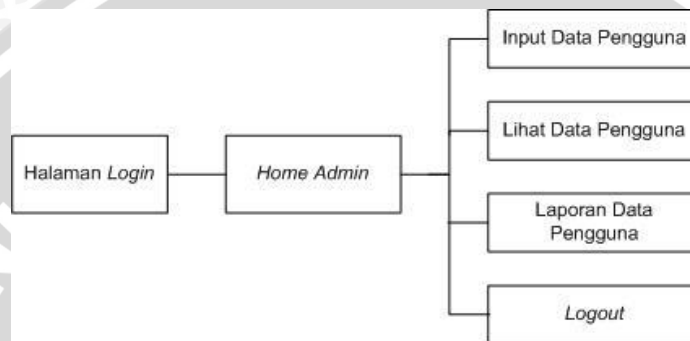 Halaman Login
Home Admin
Input Data Pengguna
Lihat Data Pengguna
Laporan Data
Pengguna
Logout